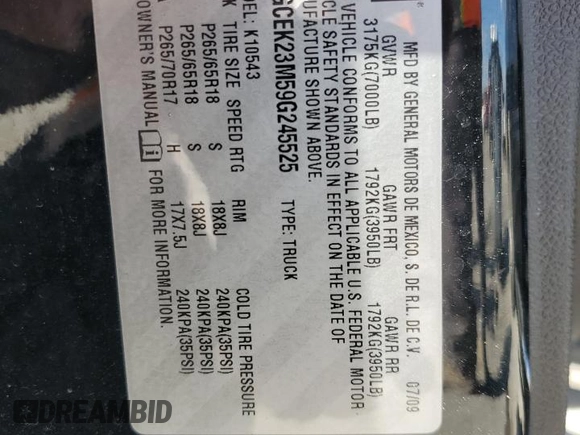 MFD BY GENERAL MOTORS DE MEXICO, S. DE R.L. DE C.V. 07/09
GVWR GAWR FRT GAWR RR
3175KG(7000LB) 1792KG(3950LB) 1792KG(3950LB)
VEHICLE CONFORMS TO ALL APPLICABLE U.S. FEDERAL MOTOR
CLE SAFETY STANDARDS IN EFFECT ON THE DATE OF
UFACTURE SHOWN ABOVE.
GCEK23M59G245525 TYPE: TRUCK
DEL: K10543
TIRE SIZE SPEED RTG RIM COLD TIRE PRESSURE
P265/65R18 S 18X8J 240KPA(35PSI)
P265/65R18 S 18X8J 240KPA(35PSI)
P265/70R17 H 17X7.5J 240KPA(35PSI)
OWNER'S MANUAL FOR MORE INFORMATION.
DREAMBID